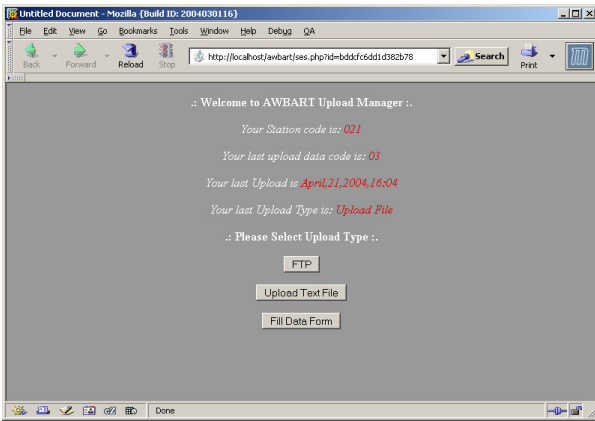 Untitled Document - Mozilla {Build ID: 2004030116}
File Edit View Go Bookmarks Tools Window Help Debug QA
Back Forward Reload Stop http://localhost/awbart/ses.php?id=bddcfc6dd1d382b78 Search Print
.: Welcome to AWBART Upload Manager :.
Your Station code is: 021
Your last upload data code is: 03
Your last Upload is April,21,2004,16:04
Your last Upload Type is: Upload File
.: Please Select Upload Type :.
FTP
Upload Text File
Fill Data Form
Done